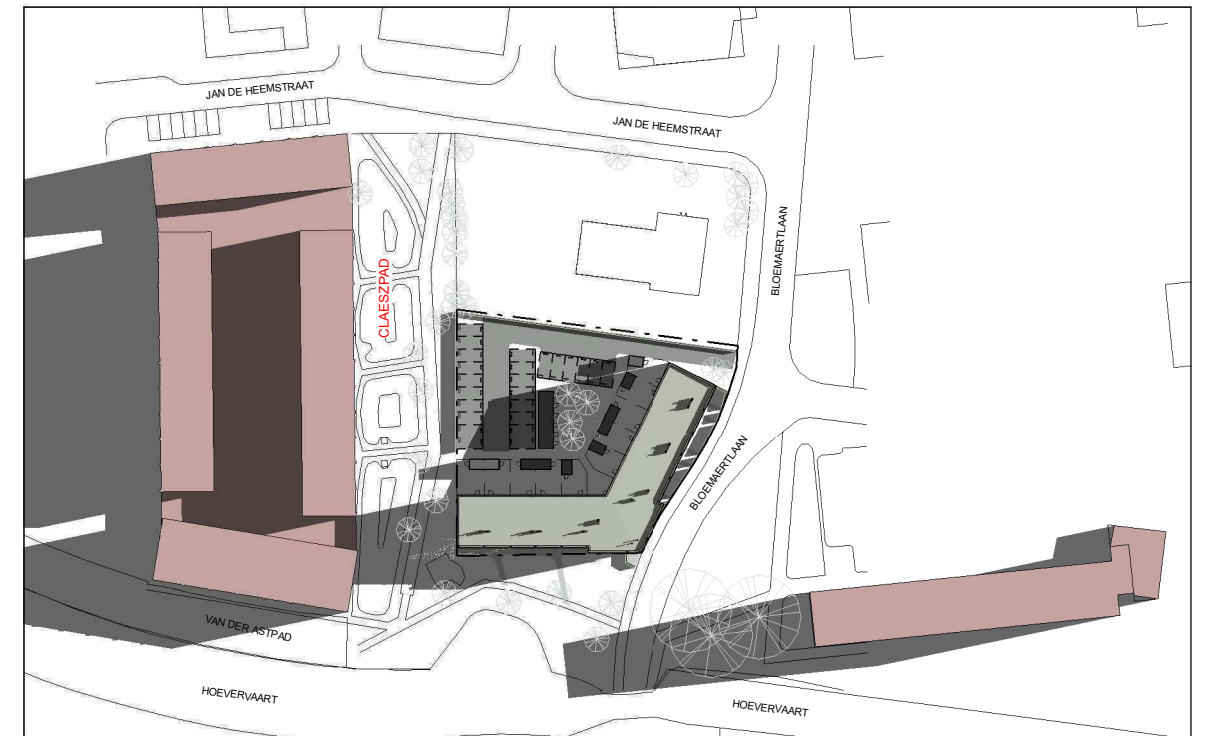 JAN DE HEEMSTRAAT
JAN DE HEEMSTRAAT
BLOEMAERTLAAN
CLAESZPAD
BLOEMAERTLAAN
VAN DER ASTPAD
HOEVERVAART
HOEVERVAART